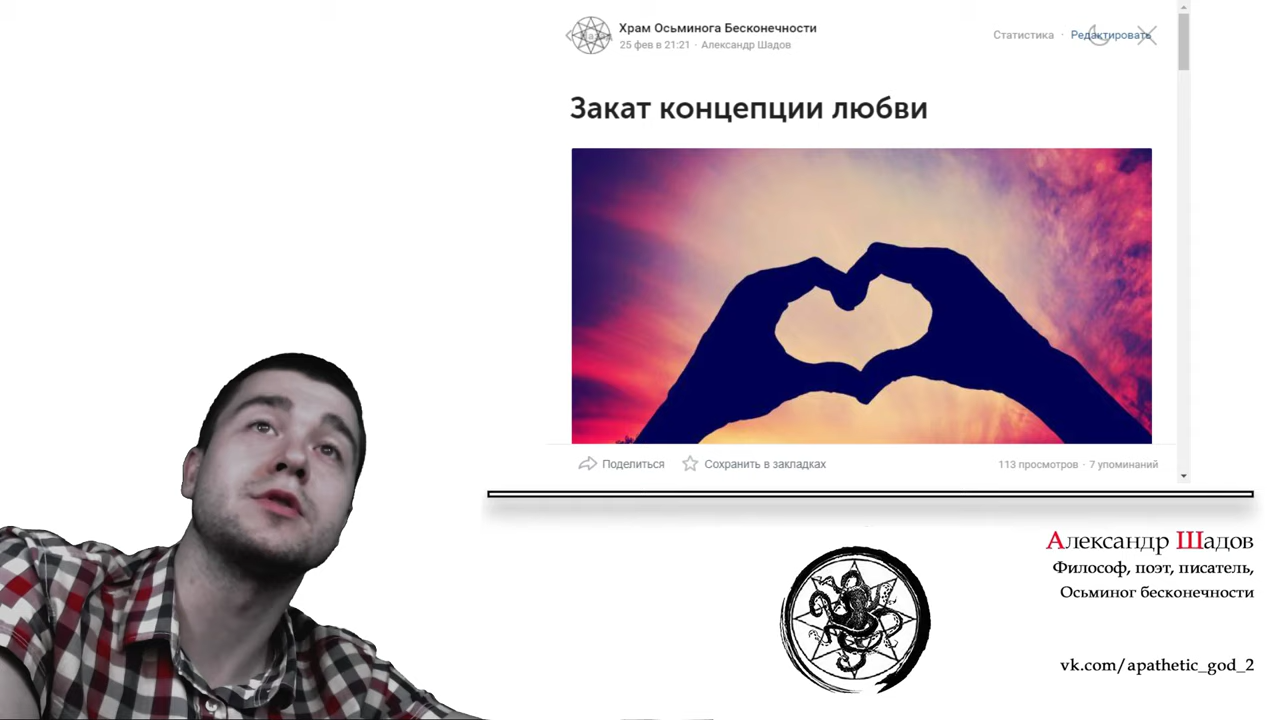 Храм Осьминога Бесконечности
25 фев в 21:21 · Александр Шадов
Статистика · Редактировать
Закат концепции любви
Поделиться
Сохранить в закладках
113 просмотров · 7 упоминаний
Александр Шадов
Философ, поэт, писатель,
Осьминог бесконечности
vk.com/apathetic_god_2